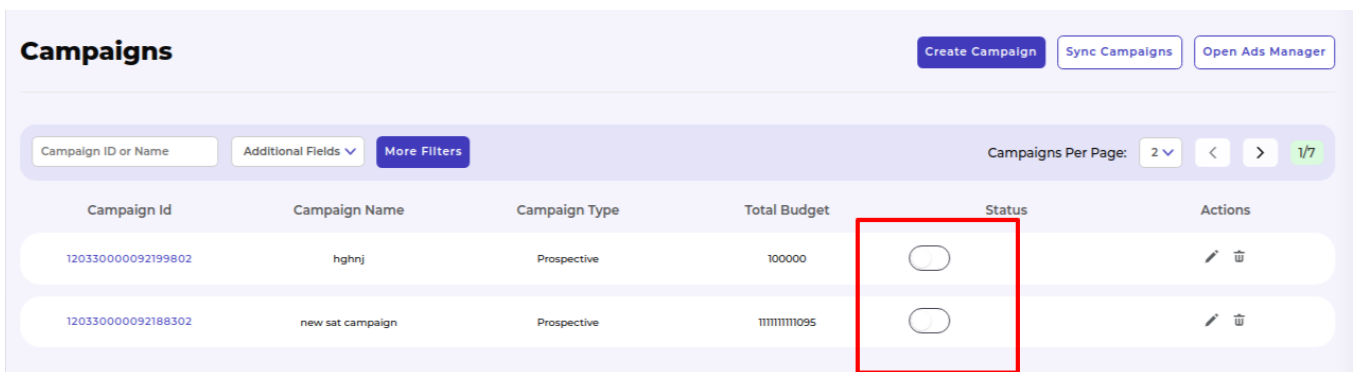 Campaigns
Create Campaign Sync Campaigns Open Ads Manager
Campaign ID or Name Additional Fields More Filters Campaigns Per Page: 2 1/7
Campaign Id Campaign Name Campaign Type Total Budget Status Actions
120330000092199802 hghnj Prospective 100000
120330000092188302 new sat campaign Prospective